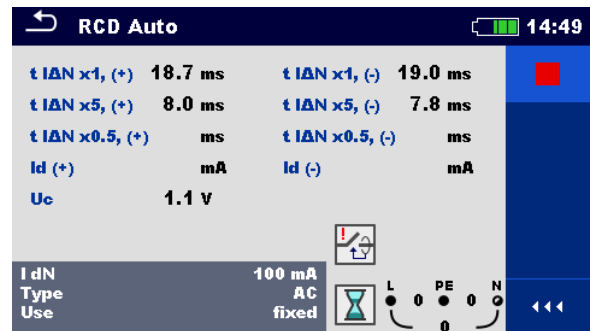 RCD Auto 14:49
t IΔN x1, (+) 18.7 ms t IΔN x1, (-) 19.0 ms
t IΔN x5, (+) 8.0 ms t IΔN x5, (-) 7.8 ms
t IΔN x0.5, (+) ms t IΔN x0.5, (-) ms
Id (+) mA Id (-) mA
Uc 1.1 V
!
I dN 100 mA
Type AC
Use fixed
L PE N
0 0
0